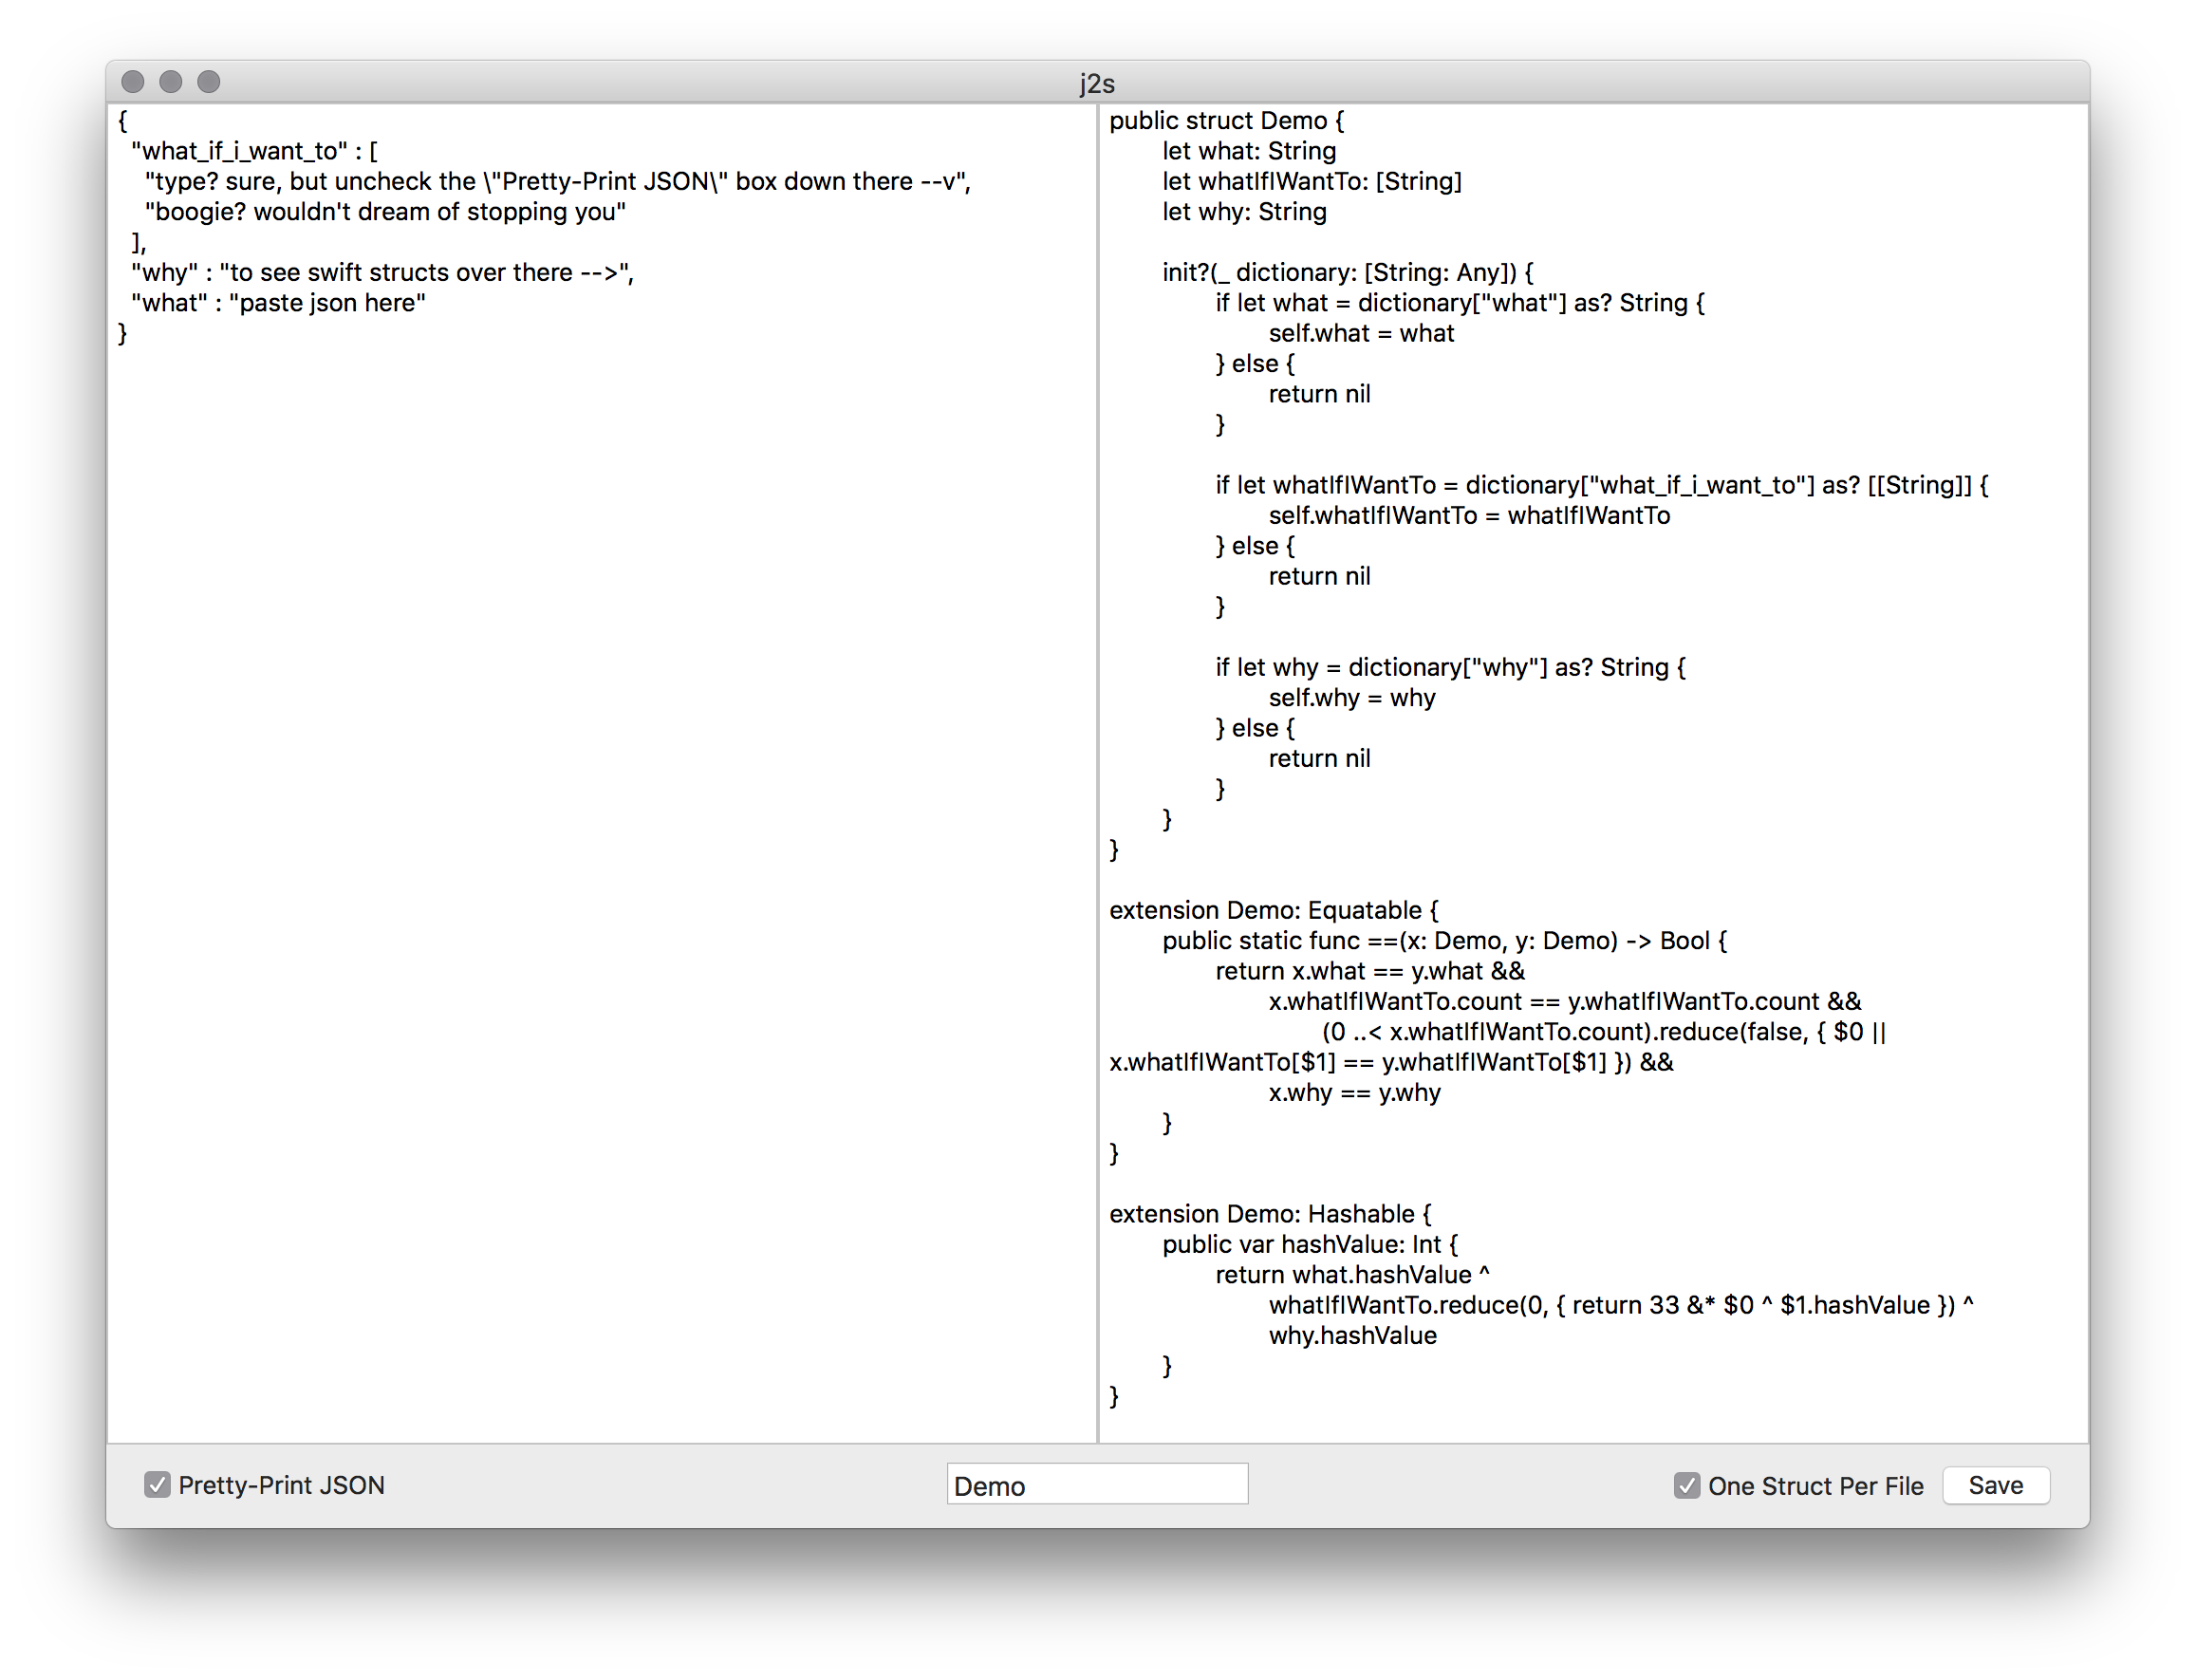 j2s
{
  "what_if_i_want_to" : [
    "type? sure, but uncheck the \"Pretty-Print JSON\" box down there --v",
    "boogie? wouldn't dream of stopping you"
  ],
  "why" : "to see swift structs over there -->",
  "what" : "paste json here"
}
public struct Demo {
    let what: String
    let whatIfIWantTo: [String]
    let why: String

    init?(_ dictionary: [String: Any]) {
        if let what = dictionary["what"] as? String {
            self.what = what
        } else {
            return nil
        }

        if let whatIfIWantTo = dictionary["what_if_i_want_to"] as? [[String]] {
            self.whatIfIWantTo = whatIfIWantTo
        } else {
            return nil
        }

        if let why = dictionary["why"] as? String {
            self.why = why
        } else {
            return nil
        }
    }
}

extension Demo: Equatable {
    public static func ==(x: Demo, y: Demo) -> Bool {
        return x.what == y.what &&
            x.whatIfIWantTo.count == y.whatIfIWantTo.count &&
                (0 ..< x.whatIfIWantTo.count).reduce(false, { $0 ||
x.whatIfIWantTo[$1] == y.whatIfIWantTo[$1] }) &&
            x.why == y.why
    }
}

extension Demo: Hashable {
    public var hashValue: Int {
        return what.hashValue ^
            whatIfIWantTo.reduce(0, { return 33 &* $0 ^ $1.hashValue }) ^
            why.hashValue
    }
}
Pretty-Print JSON
Demo
One Struct Per File
Save